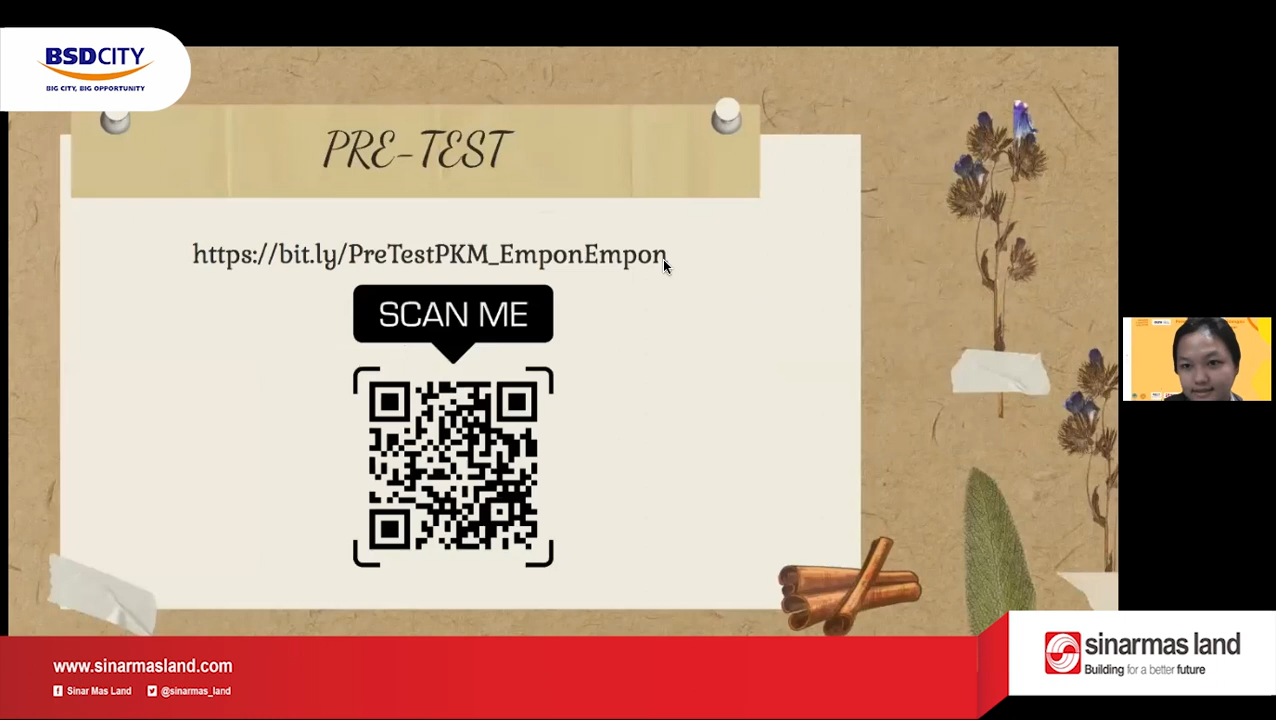 BSDCITY
BIG CITY, BIG OPPORTUNITY
PRE-TEST
https://bit.ly/PreTestPKM_EmponEmpon
SCAN ME
www.sinarmasland.com
Sinar Mas Land @sinarmas_land
sinarmas land
Building for a better future